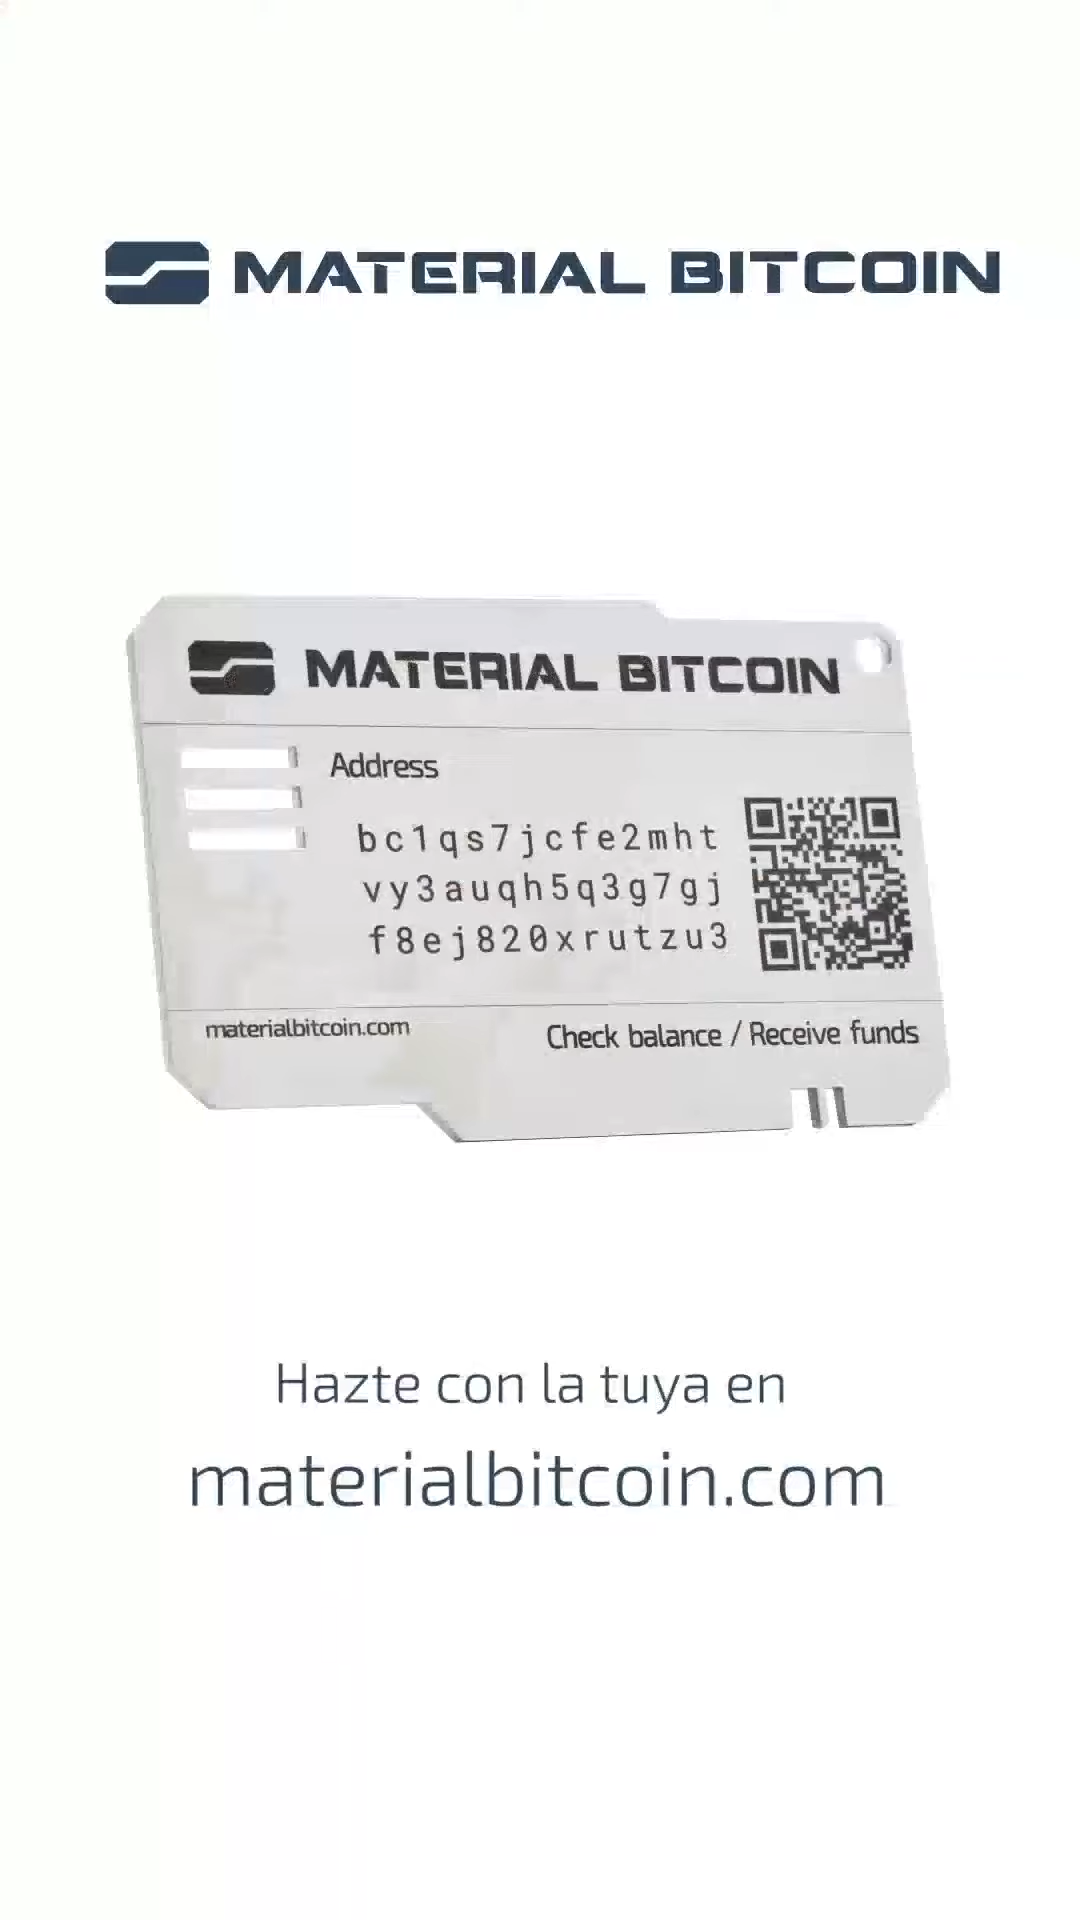 MATERIAL BITCOIN
MATERIAL BITCOIN
Address
bc1qs7jcfe2mht
vy3auqh5q3g7gj
f8ej820xrutzu3
materialbitcoin.com
Check balance / Receive funds
Hazte con la tuya en
materialbitcoin.com